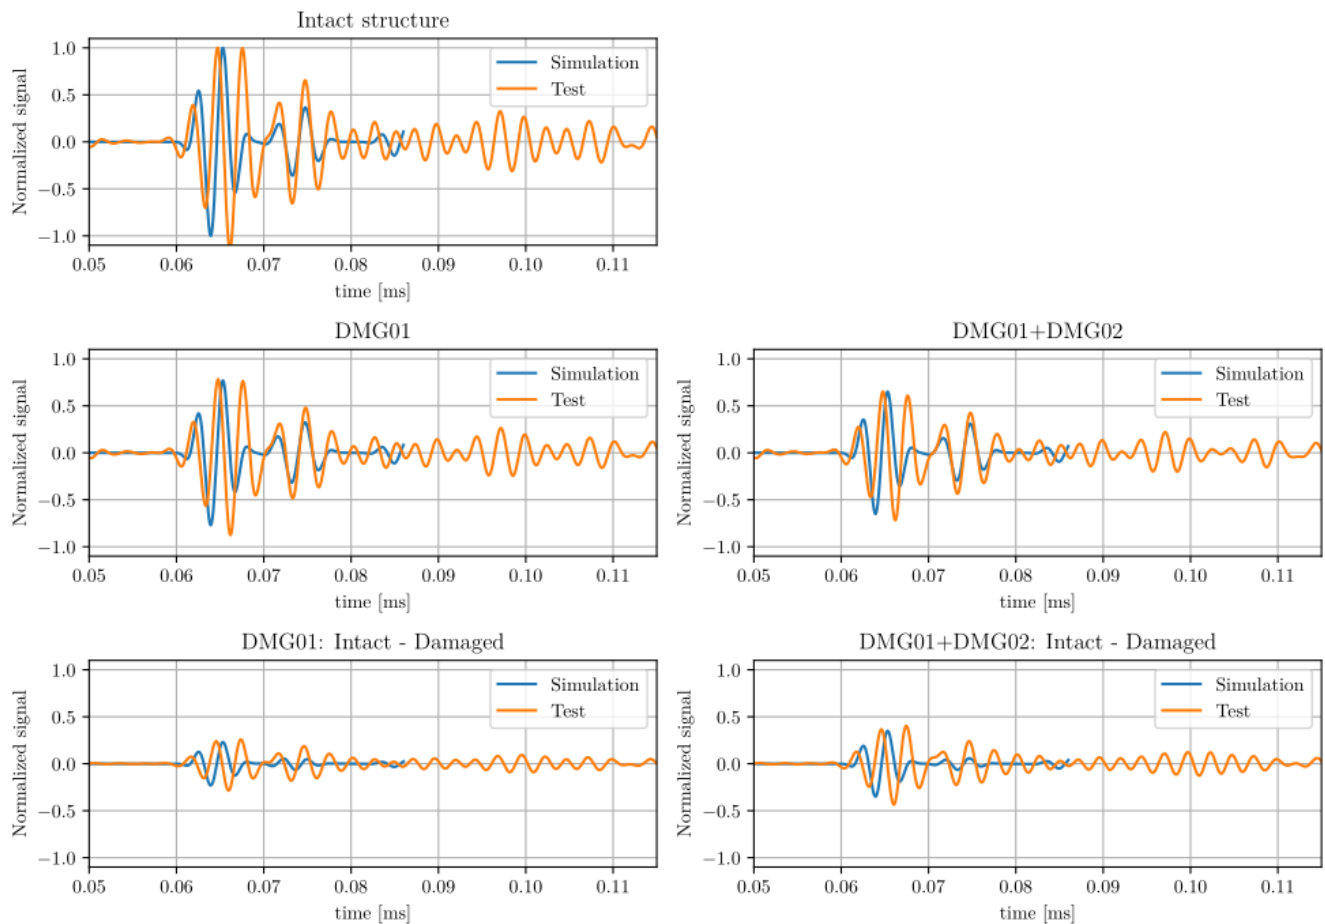 Intact structure
Normalized signal
1.0
0.5
0.0
−0.5
−1.0
Simulation
Test
0.05 0.06 0.07 0.08 0.09 0.10 0.11
time [ms]
DMG01
Normalized signal
1.0
0.5
0.0
−0.5
−1.0
Simulation
Test
0.05 0.06 0.07 0.08 0.09 0.10 0.11
time [ms]
DMG01+DMG02
Normalized signal
1.0
0.5
0.0
−0.5
−1.0
Simulation
Test
0.05 0.06 0.07 0.08 0.09 0.10 0.11
time [ms]
DMG01: Intact - Damaged
Normalized signal
1.0
0.5
0.0
−0.5
−1.0
Simulation
Test
0.05 0.06 0.07 0.08 0.09 0.10 0.11
time [ms]
DMG01+DMG02: Intact - Damaged
Normalized signal
1.0
0.5
0.0
−0.5
−1.0
Simulation
Test
0.05 0.06 0.07 0.08 0.09 0.10 0.11
time [ms]